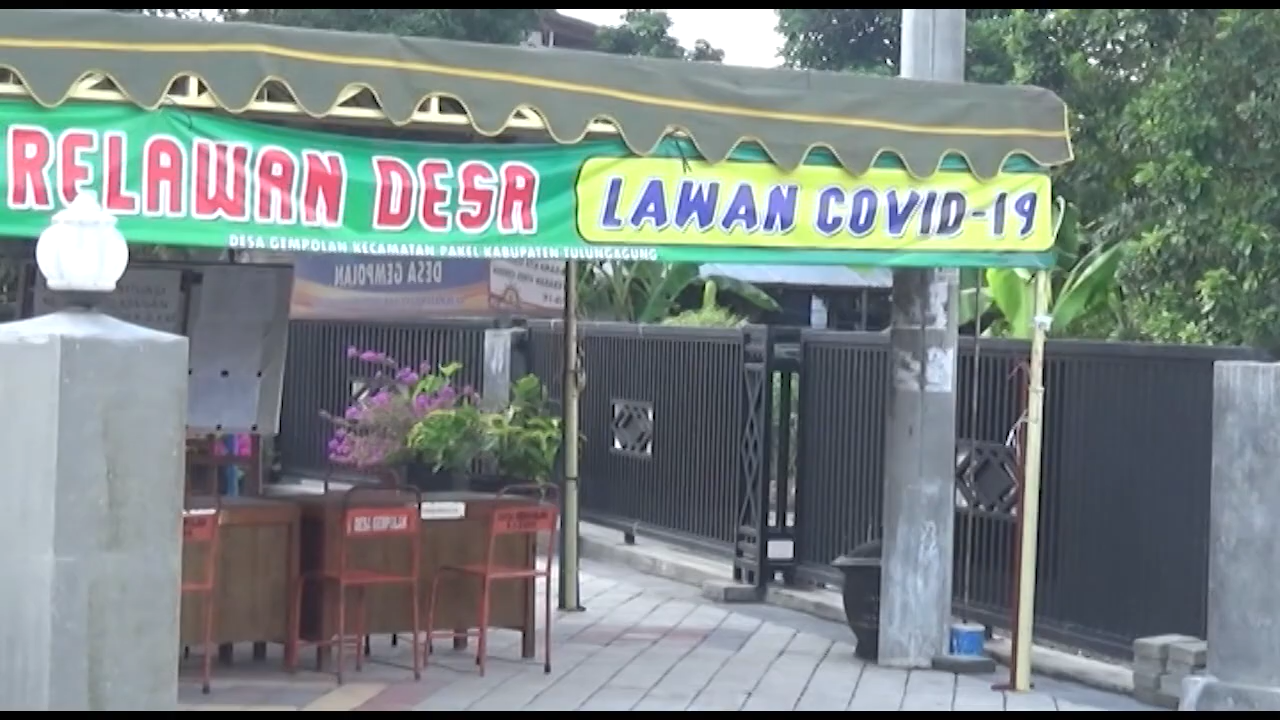 RELAWAN DESA
LAWAN COVID-19
DESA GEMPOLAN KECAMATAN PAKEL KABUPATEN TULUNGAGUNG
DESA GEMPOLAN
DESA GEMPOLAN